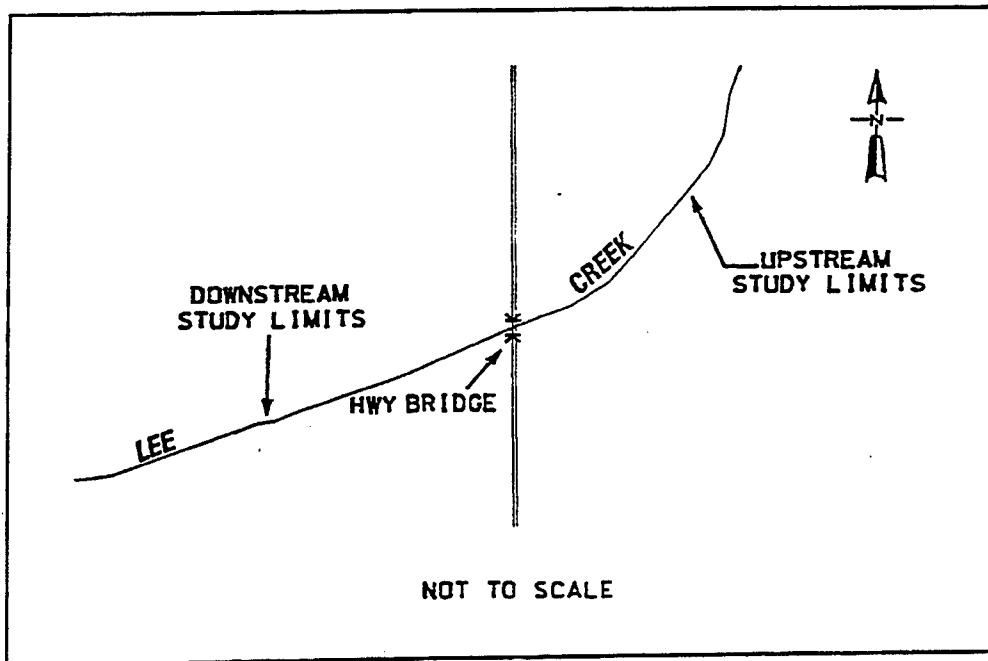 N
CREEK
UPSTREAM
STUDY LIMITS
DOWNSTREAM
STUDY LIMITS
HWY BRIDGE
LEE
NOT TO SCALE